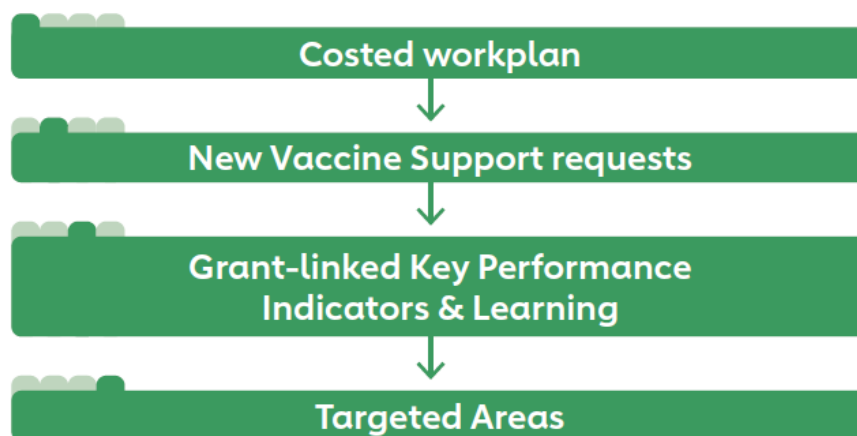 Costed workplan
New Vaccine Support requests
Grant-linked Key Performance
Indicators & Learning
Targeted Areas